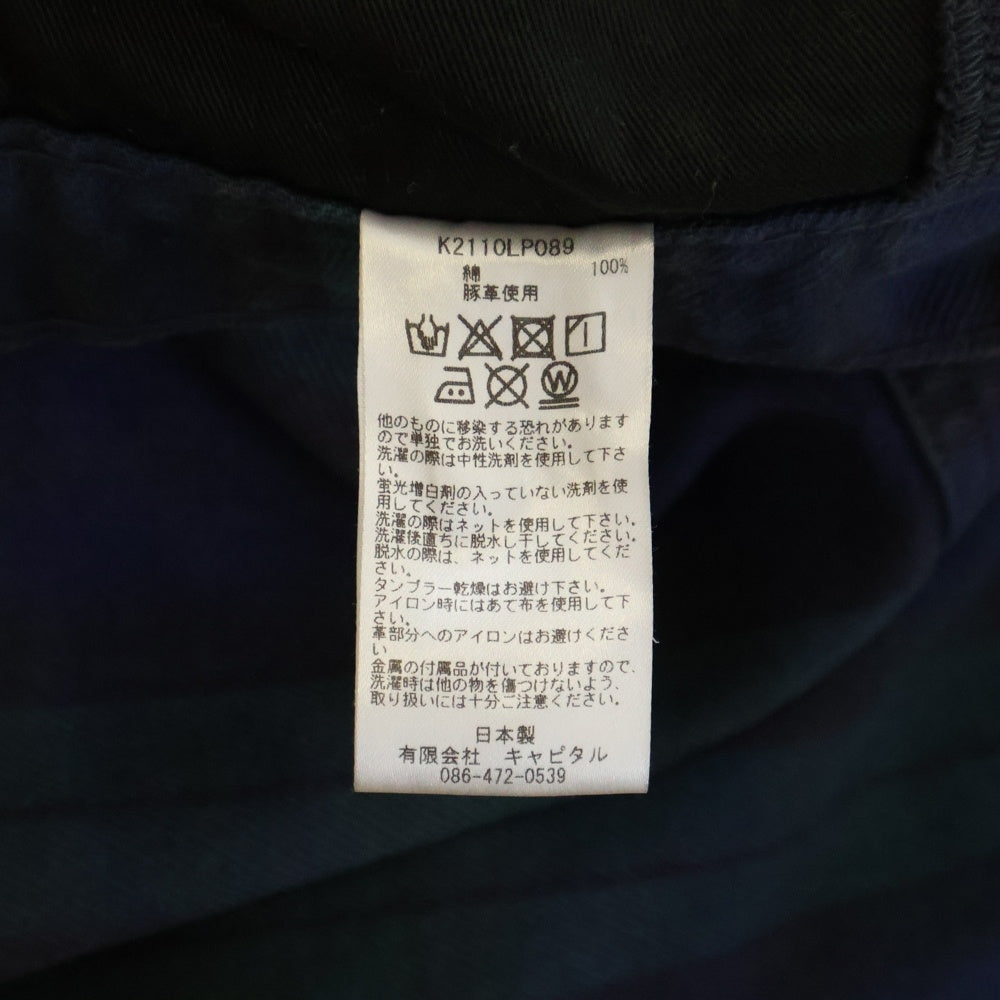 K2110LP089
綿 100%
豚革使用
W
他のものに移染する恐れがあります
ので単独でお洗いください。
洗濯の際は中性洗剤を使用して下さ
い。
蛍光増白剤の入っていない洗剤を使
用してください。
洗濯の際はネットを使用して下さい。
洗濯後直ちに脱水し干してください。
脱水の際は、ネットを使用してくだ
さい。
タンブラー乾燥はお避け下さい。
アイロン時にはあて布を使用して下
さい。
革部分へのアイロンはお避けくださ
い
金属の付属品が付いておりますので、
洗濯時は他の物を傷つけないよう、
取り扱いには十分ご注意ください。
日本製
有限会社 キャピタル
086-472-0539